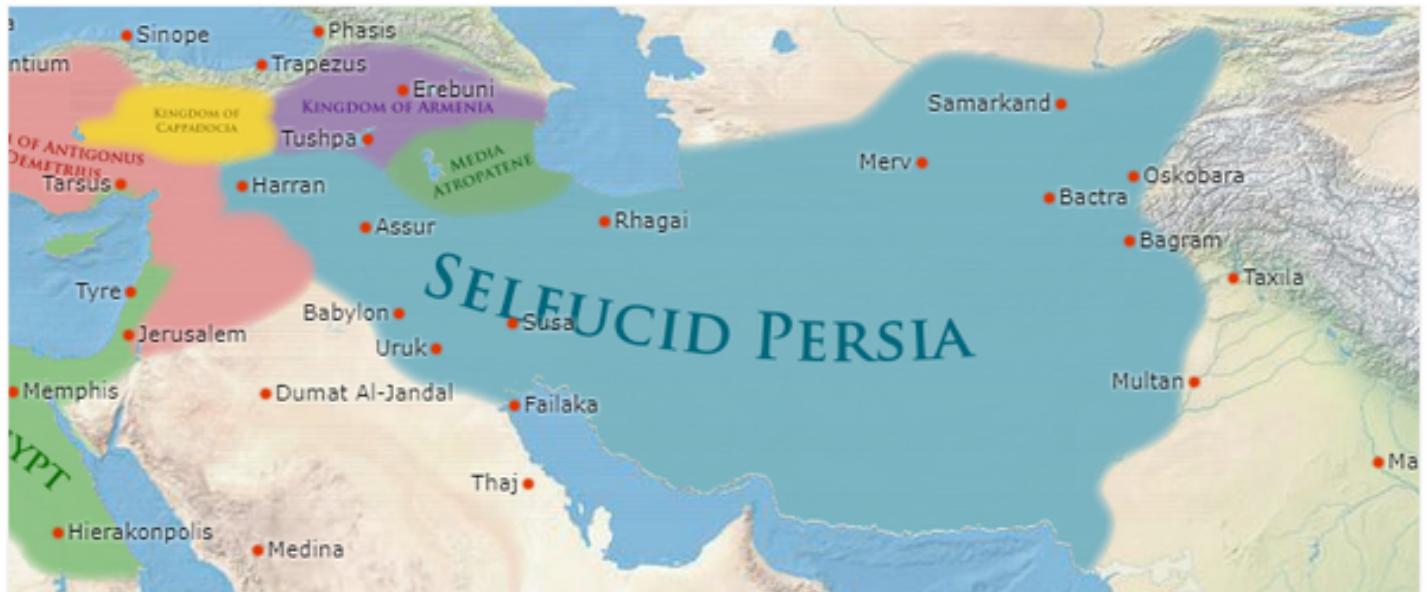 Sinope
Phasis
ntium
Trapezus
Erebuni
Kingdom of
Cappadocia
Kingdom of Armenia
Samarkand
Tushpa
of Antigonus
Demetrius
Media
Atropatene
Merv
Tarsus
Harran
Oskobara
Bactra
Assur
Rhagai
Bagram
Seleucid Persia
Taxila
Tyre
Babylon
Susa
Jerusalem
Uruk
Multan
Memphis
Dumat Al-Jandal
Failaka
YPT
Ma
Thaj
Hierakonpolis
Medina